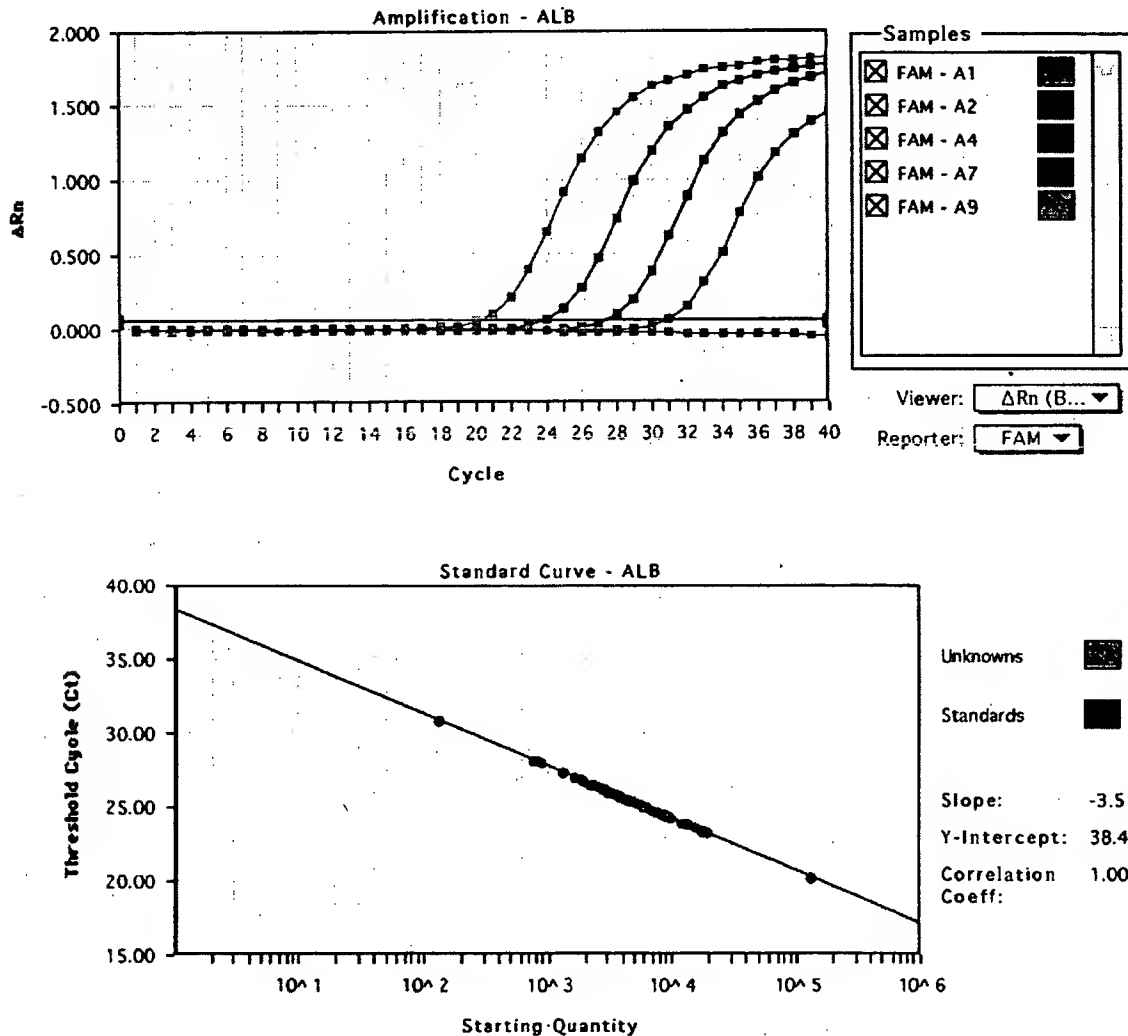 Amplification - ALB
2.000
1.500
1.000
0.500
0.000
-0.500
ΔRn
0 2 4 6 8 10 12 14 16 18 20 22 24 26 28 30 32 34 36 38 40
Cycle
Samples
FAM - A1
FAM - A2
FAM - A4
FAM - A7
FAM - A9
Viewer: ΔRn (B... ▼
Reporter: FAM ▼
Standard Curve - ALB
40.00
35.00
30.00
25.00
20.00
15.00
Threshold Cycle (Ct)
10^1 10^2 10^3 10^4 10^5 10^6
Starting Quantity
Unknowns
Standards
Slope: -3.5
Y-Intercept: 38.4
Correlation 1.00
Coeff: